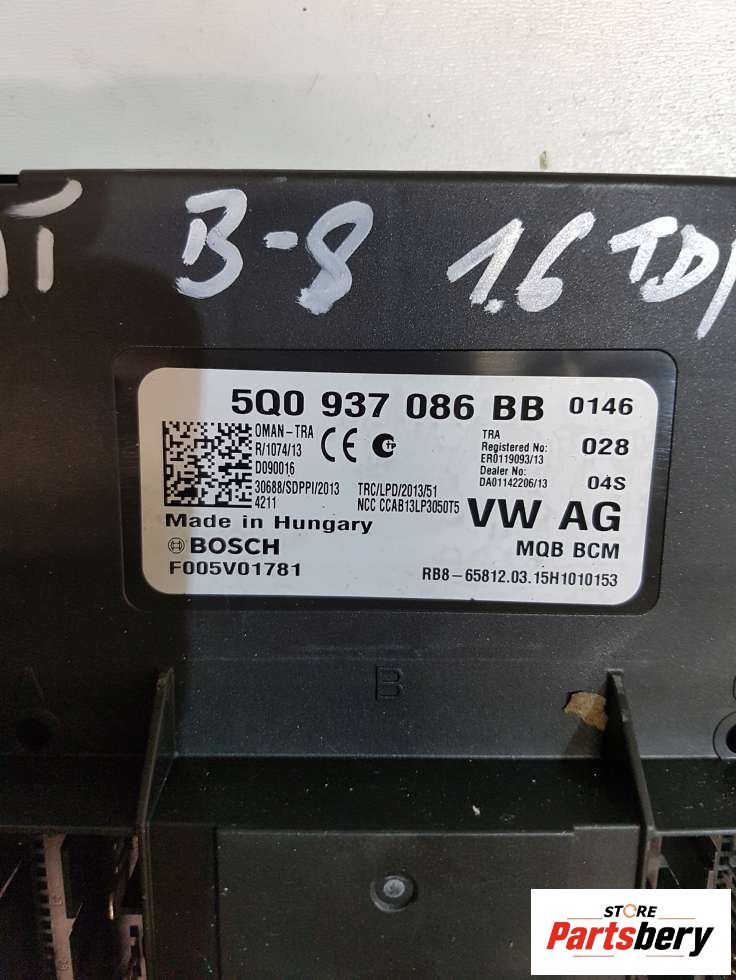 B-8 1.6 TDI
5Q0 937 086 BB 0146
OMAN-TRA
R/1074/13
D090016
30688/SDPPI/2013
4211
CE
TRC/LPD/2013/51
NCC CCAB13LP3050T5
TRA
Registered No:
ER0119093/13
Dealer No:
DA01142206/13
028
04S
Made in Hungary
VW AG
BOSCH
MQB BCM
F005V01781
RB8-65812.03.15H1010153
B
STORE
Partsbery